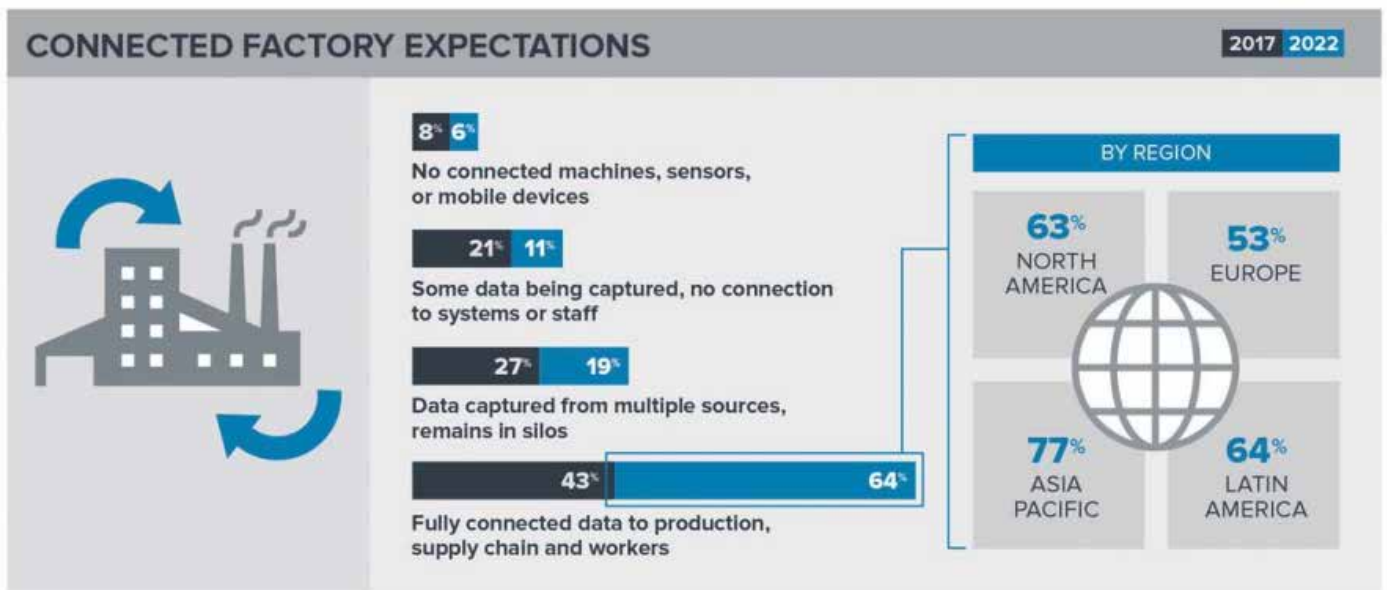 CONNECTED FACTORY EXPECTATIONS
2017 2022
8% 6%
No connected machines, sensors,
or mobile devices
21% 11%
Some data being captured, no connection
to systems or staff
27% 19%
Data captured from multiple sources,
remains in silos
43% 64%
Fully connected data to production,
supply chain and workers
BY REGION
63%
NORTH
AMERICA
53%
EUROPE
77%
ASIA
PACIFIC
64%
LATIN
AMERICA